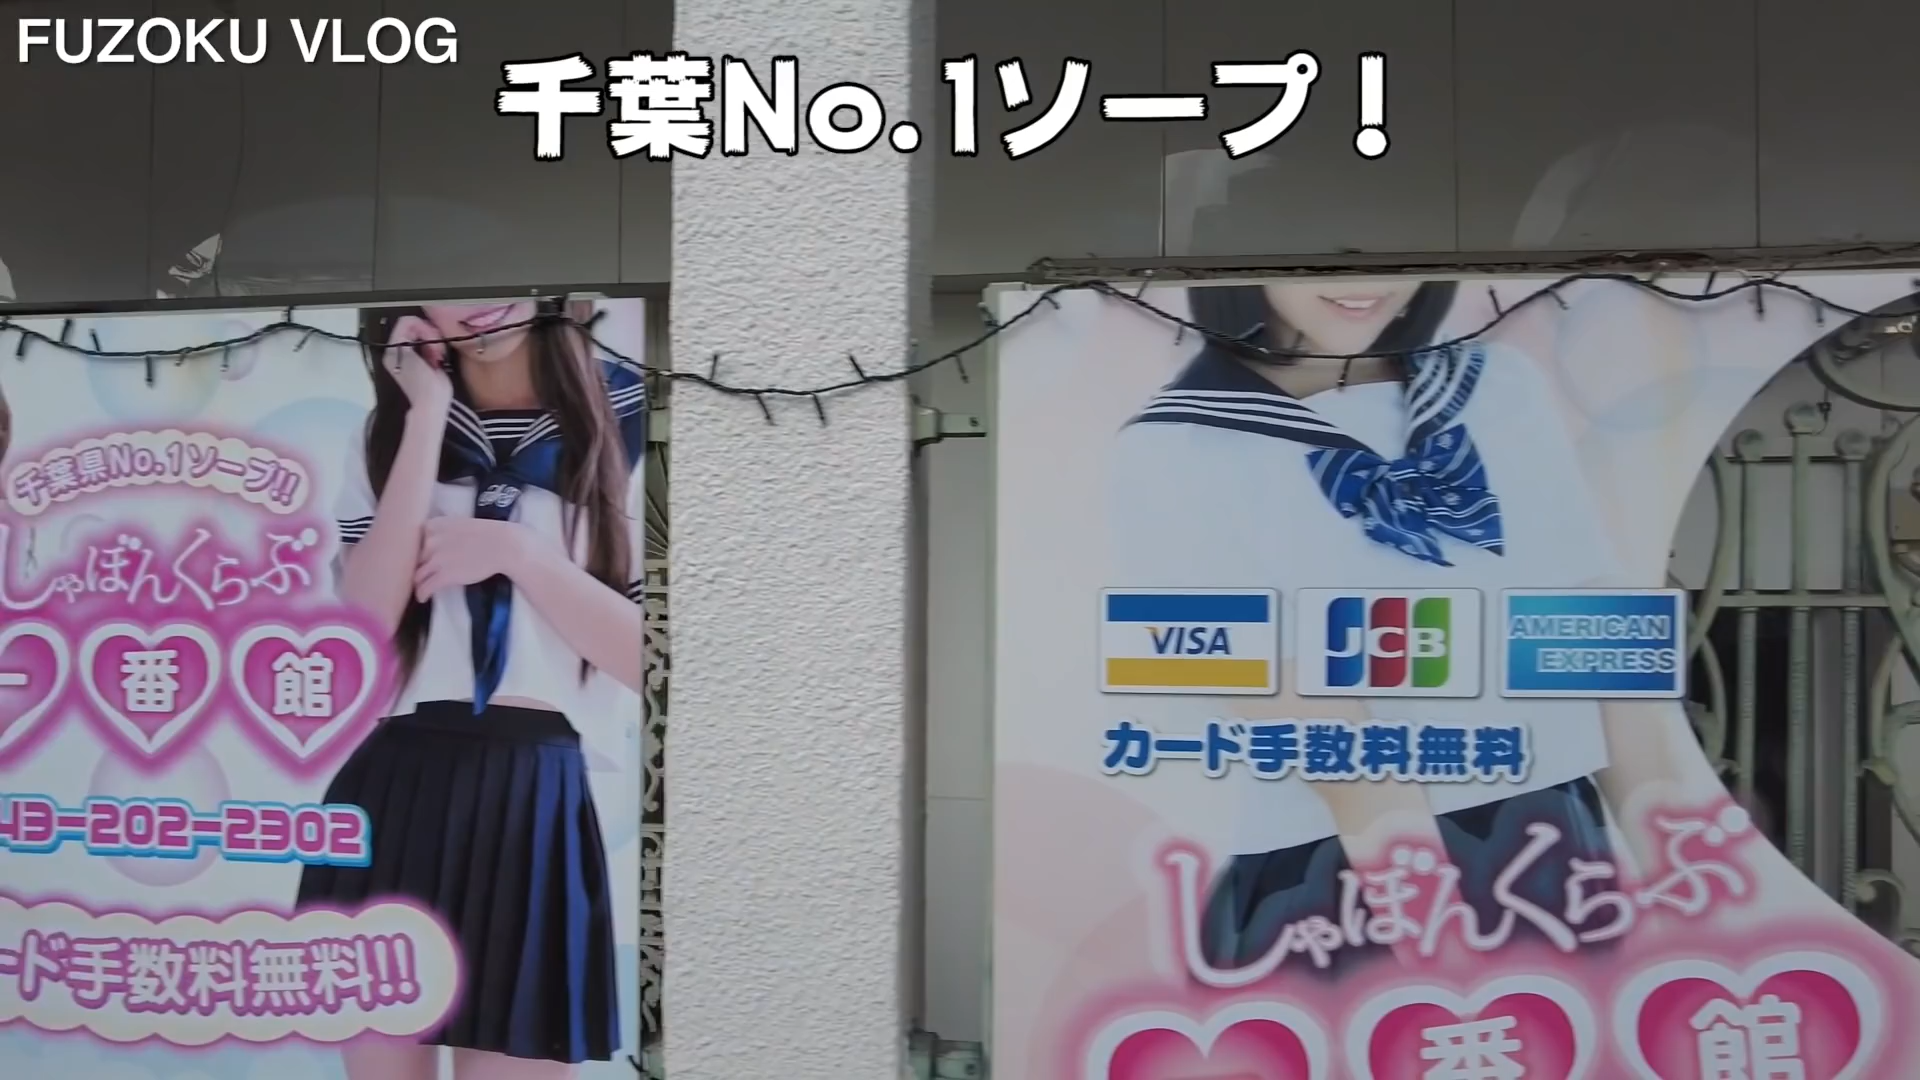 FUZOKU VLOG
千葉No.1ソープ！
千葉県No.1ソープ!!
しゃぼんくらぶ
一番館
43-202-2302
ード手数料無料!!
VISA
JCB
AMERICAN
EXPRESS
カード手数料無料
しゃぼんくらぶ
番館